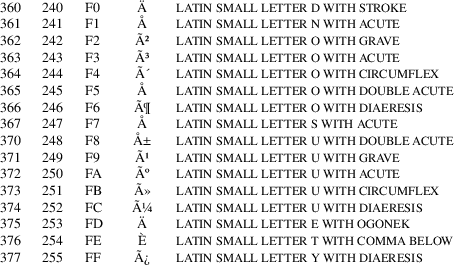 360 240 F0 Ä LATIN SMALL LETTER D WITH STROKE
361 241 F1 Å LATIN SMALL LETTER N WITH ACUTE
362 242 F2 Ã² LATIN SMALL LETTER O WITH GRAVE
363 243 F3 Ã³ LATIN SMALL LETTER O WITH ACUTE
364 244 F4 Ã´ LATIN SMALL LETTER O WITH CIRCUMFLEX
365 245 F5 Å LATIN SMALL LETTER O WITH DOUBLE ACUTE
366 246 F6 Ã¶ LATIN SMALL LETTER O WITH DIAERESIS
367 247 F7 Å LATIN SMALL LETTER S WITH ACUTE
370 248 F8 Å± LATIN SMALL LETTER U WITH DOUBLE ACUTE
371 249 F9 Ã¹ LATIN SMALL LETTER U WITH GRAVE
372 250 FA Ãº LATIN SMALL LETTER U WITH ACUTE
373 251 FB Ã» LATIN SMALL LETTER U WITH CIRCUMFLEX
374 252 FC Ã¼ LATIN SMALL LETTER U WITH DIAERESIS
375 253 FD Ä LATIN SMALL LETTER E WITH OGONEK
376 254 FE È LATIN SMALL LETTER T WITH COMMA BELOW
377 255 FF Ã¿ LATIN SMALL LETTER Y WITH DIAERESIS